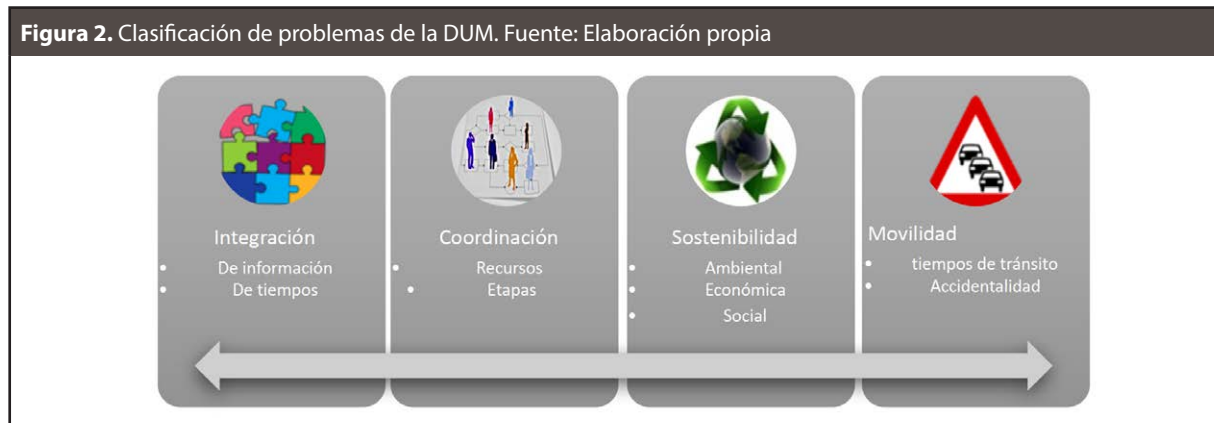 Figura 2. Clasificación de problemas de la DUM. Fuente: Elaboración propia
Integración
• De información
• De tiempos
Coordinación
• Recursos
• Etapas
Sostenibilidad
• Ambiental
• Económica
• Social
Movilidad
• tiempos de tránsito
• Accidentalidad